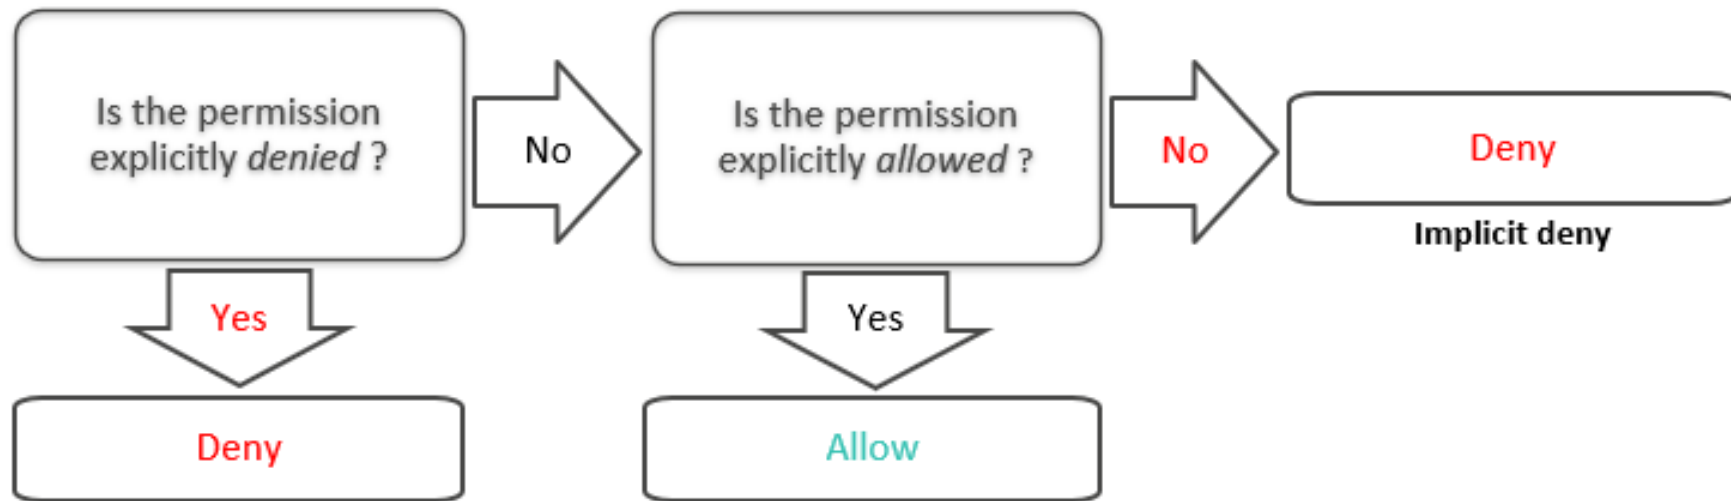 Is the permission
explicitly denied ?
No
Is the permission
explicitly allowed ?
No
Deny
Implicit deny
Yes
Yes
Deny
Allow